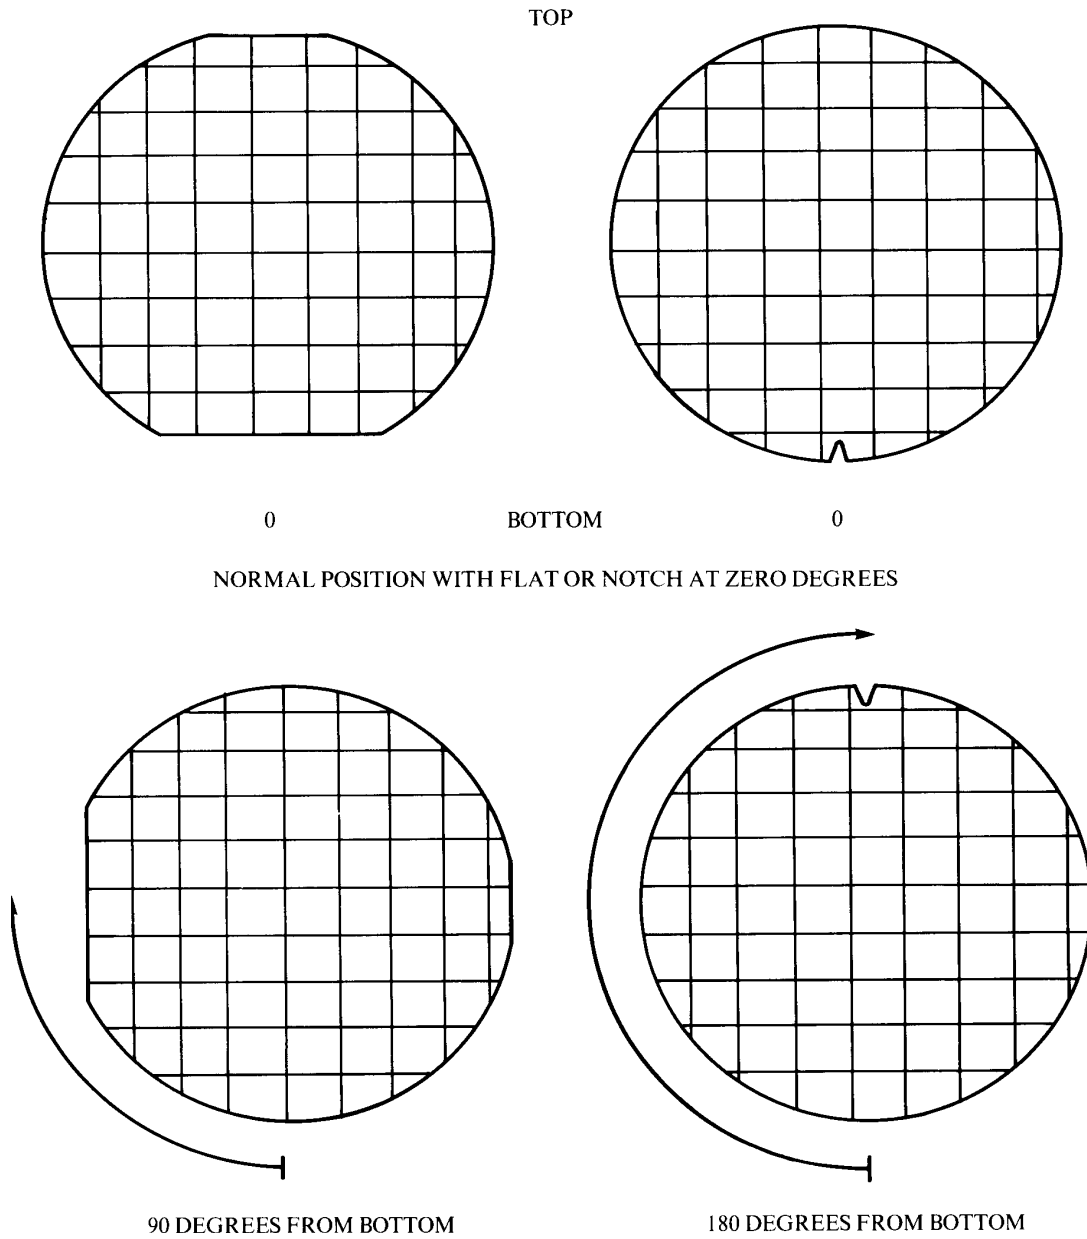 TOP
0 BOTTOM 0
NORMAL POSITION WITH FLAT OR NOTCH AT ZERO DEGREES
90 DEGREES FROM BOTTOM 180 DEGREES FROM BOTTOM